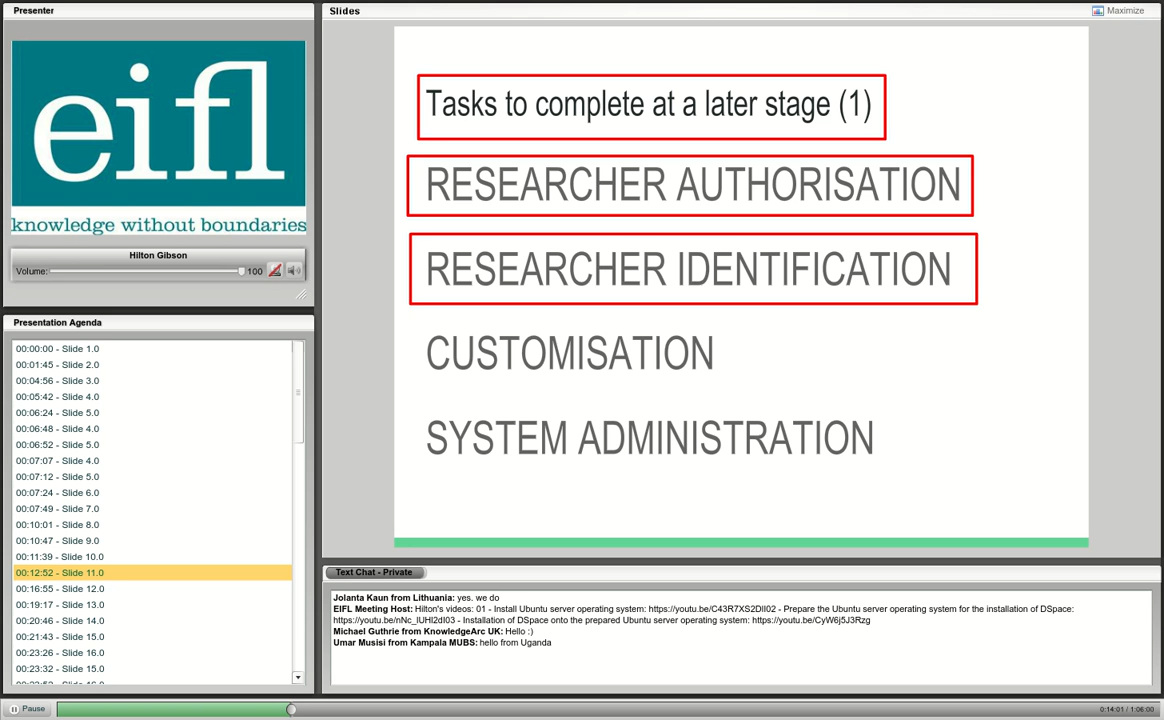 Presenter
eifl
knowledge without boundaries
Hilton Gibson
Volume: 100
Presentation Agenda
00:00:00 - Slide 1.0
00:01:45 - Slide 2.0
00:04:56 - Slide 3.0
00:05:42 - Slide 4.0
00:06:24 - Slide 5.0
00:06:48 - Slide 4.0
00:06:52 - Slide 5.0
00:07:07 - Slide 4.0
00:07:12 - Slide 5.0
00:07:24 - Slide 6.0
00:07:49 - Slide 7.0
00:10:01 - Slide 8.0
00:10:47 - Slide 9.0
00:11:39 - Slide 10.0
00:12:52 - Slide 11.0
00:16:55 - Slide 12.0
00:19:17 - Slide 13.0
00:20:46 - Slide 14.0
00:21:43 - Slide 15.0
00:23:26 - Slide 16.0
00:23:32 - Slide 15.0
Slides
Maximize
Tasks to complete at a later stage (1)
RESEARCHER AUTHORISATION
RESEARCHER IDENTIFICATION
CUSTOMISATION
SYSTEM ADMINISTRATION
Text Chat - Private
Jolanta Kaun from Lithuania: yes. we do
EIFL Meeting Host: Hilton's videos: 01 - Install Ubuntu server operating system: https://youtu.be/C43R7XS2DlI02 - Prepare the Ubuntu server operating system for the installation of DSpace:
https://youtu.be/nNc_IUHI2dI03 - Installation of DSpace onto the prepared Ubuntu server operating system: https://youtu.be/CyW6j5J3Rzg
Michael Guthrie from KnowledgeArc UK: Hello :)
Umar Musisi from Kampala MUBS: hello from Uganda
Pause
0:14:01 / 1:06:00